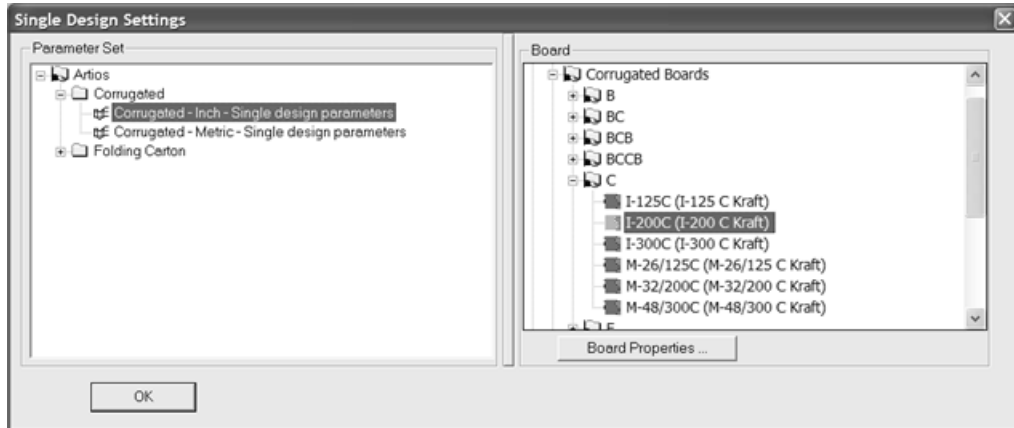 Single Design Settings
Parameter Set
Artios
Corrugated
Corrugated - Inch - Single design parameters
Corrugated - Metric - Single design parameters
Folding Carton
OK
Board
Corrugated Boards
B
BC
BCB
BCCB
C
I-125C (I-125 C Kraft)
I-200C (I-200 C Kraft)
I-300C (I-300 C Kraft)
M-26/125C (M-26/125 C Kraft)
M-32/200C (M-32/200 C Kraft)
M-48/300C (M-48/300 C Kraft)
Board Properties ...